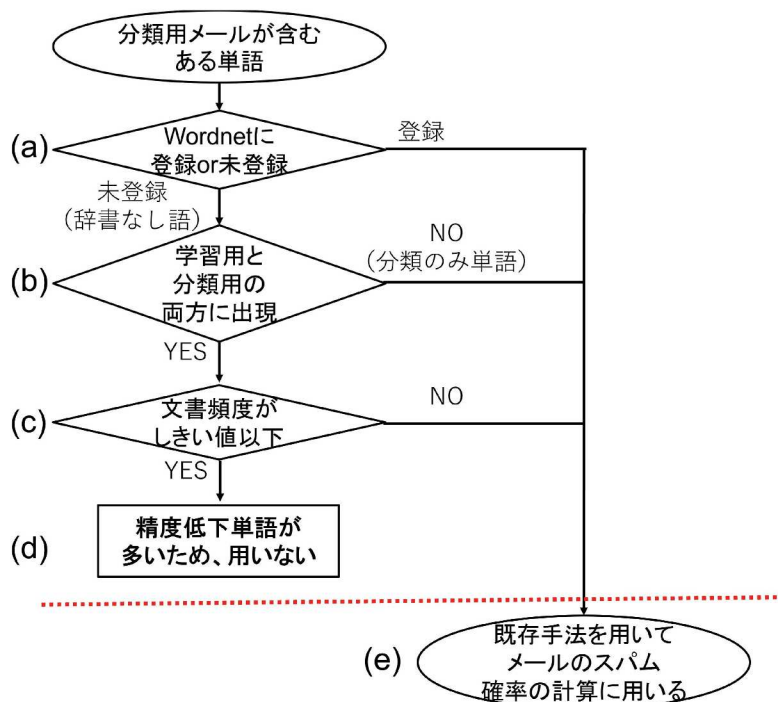 分類用メールが含む
ある単語
(a)
Wordnetに
登録or未登録
登録
未登録
（辞書なし語）
(b)
学習用と
分類用の
両方に出現
NO
（分類のみ単語）
YES
(c)
文書頻度が
しきい値以下
NO
YES
(d)
精度低下単語が
多いため、用いない
(e)
既存手法を用いて
メールのスパム
確率の計算に用いる